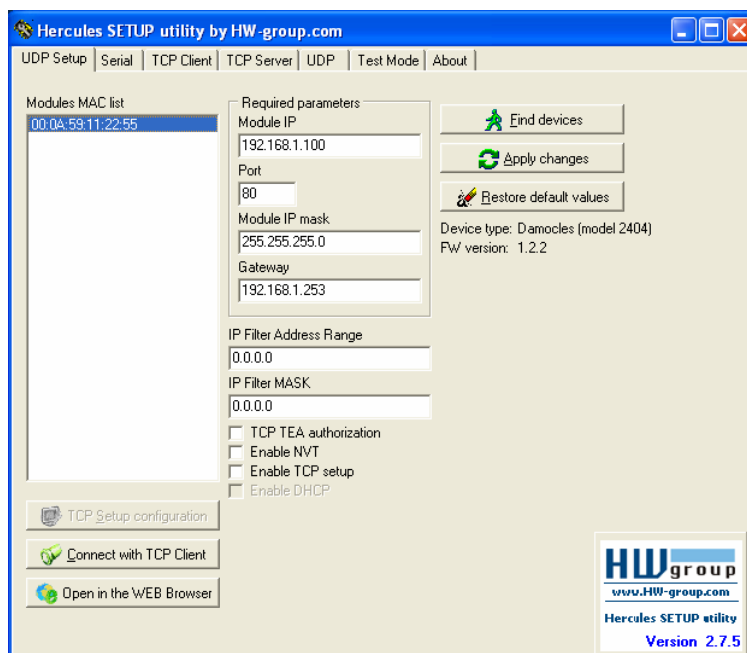 Hercules SETUP utility by HW-group.com
UDP Setup Serial TCP Client TCP Server UDP Test Mode About
Modules MAC list
00:0A:59:11:22:55
Required parameters
Module IP
192.168.1.100
Port
80
Module IP mask
255.255.255.0
Gateway
192.168.1.253
IP Filter Address Range
0.0.0.0
IP Filter MASK
0.0.0.0
TCP TEA authorization
Enable NVT
Enable TCP setup
Enable DHCP
Find devices
Apply changes
Restore default values
Device type: Damocles (model 2404)
FW version: 1.2.2
TCP Setup configuration
Connect with TCP Client
Open in the WEB Browser
HW group
www.HW-group.com
Hercules SETUP utility
Version 2.7.5